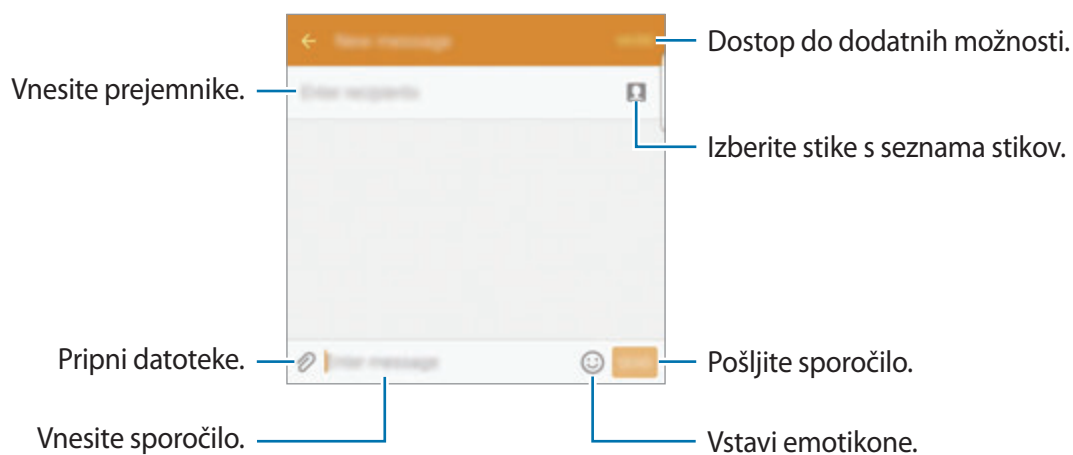 Dostop do dodatnih možnosti.
Vnesite prejemnike.
Izberite stike s seznama stikov.
Pripni datoteke.
Pošljite sporočilo.
Vnesite sporočilo.
Vstavi emotikone.